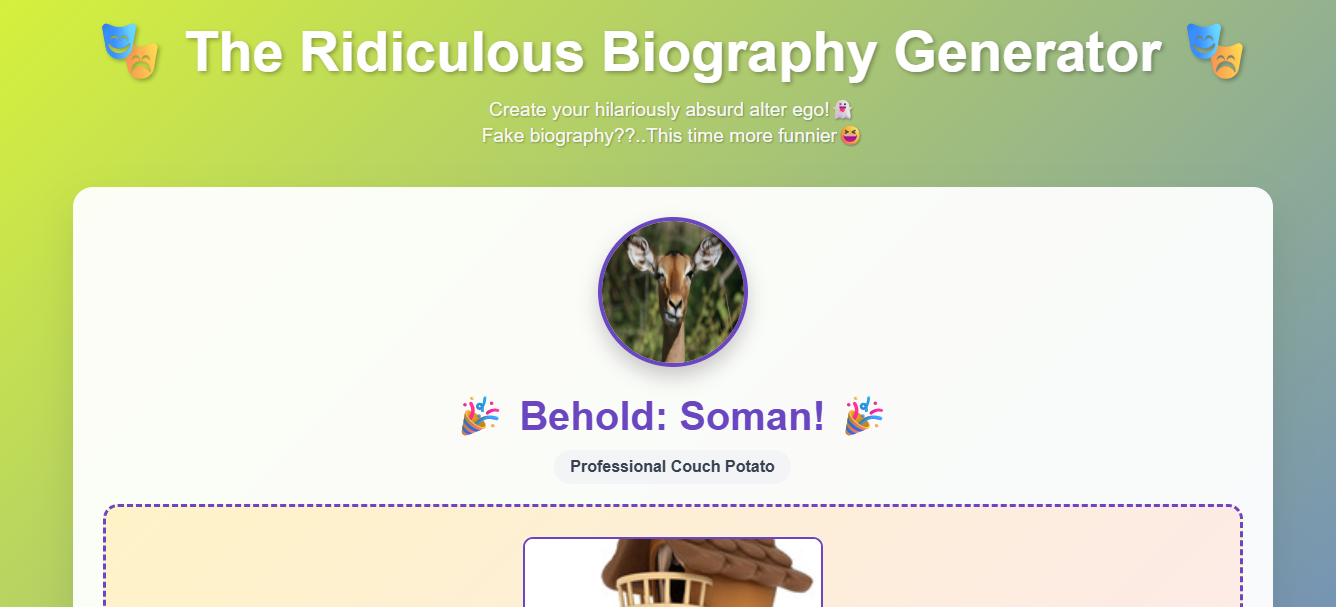 🎭 The Ridiculous Biography Generator 🎭
Create your hilariously absurd alter ego!👻
Fake biography??..This time more funnier😆
🎉 Behold: Soman! 🎉
Professional Couch Potato